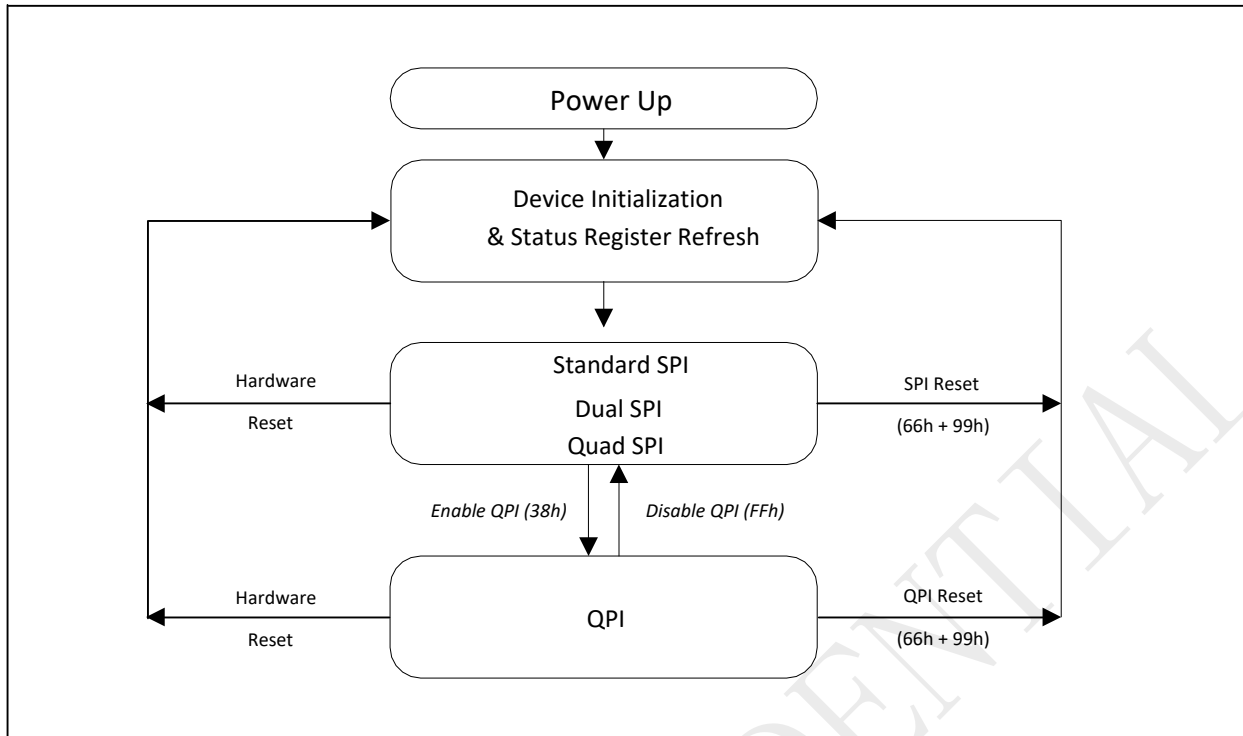 Power Up
Device Initialization
& Status Register Refresh
Standard SPI
Dual SPI
Quad SPI
Hardware
Reset
SPI Reset
(66h + 99h)
Enable QPI (38h)
Disable QPI (FFh)
QPI
Hardware
Reset
QPI Reset
(66h + 99h)